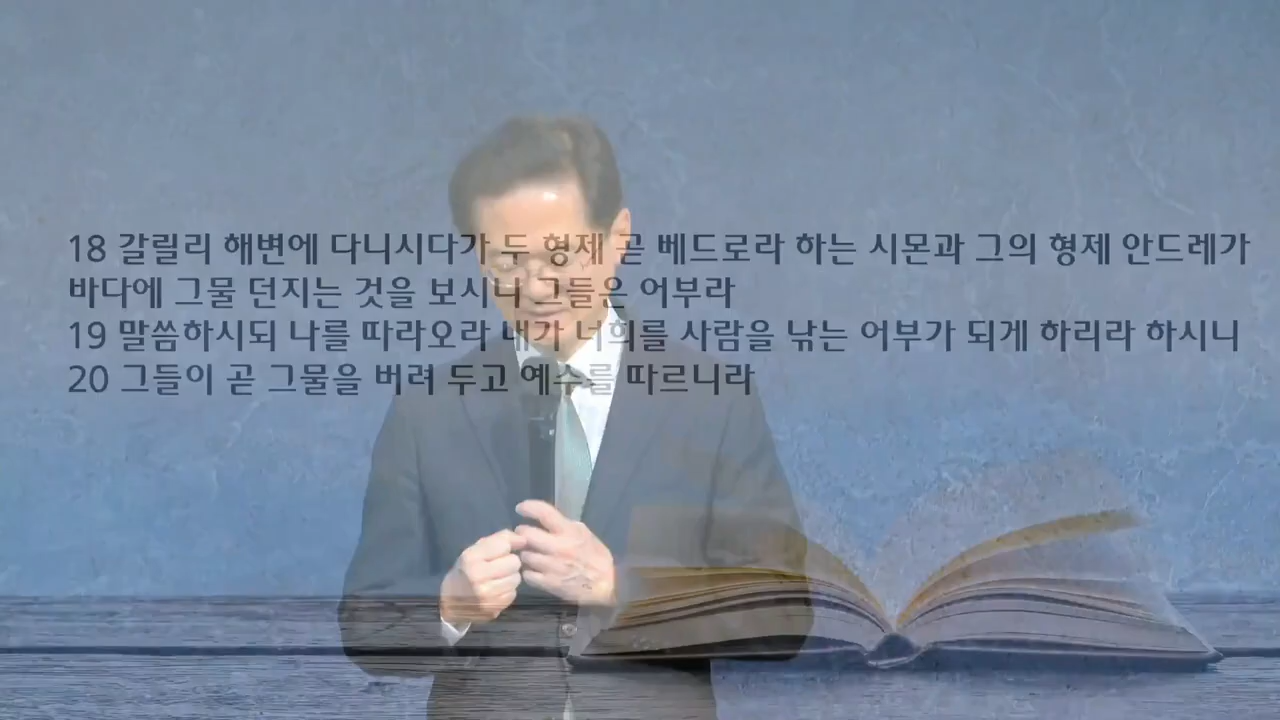 18 갈릴리 해변에 다니시다가 두 형제 곧 베드로라 하는 시몬과 그의 형제 안드레가
바다에 그물 던지는 것을 보시니 그들은 어부라
19 말씀하시되 나를 따라오라 내가 너희를 사람을 낚는 어부가 되게 하리라 하시니
20 그들이 곧 그물을 버려 두고 예수를 따르니라